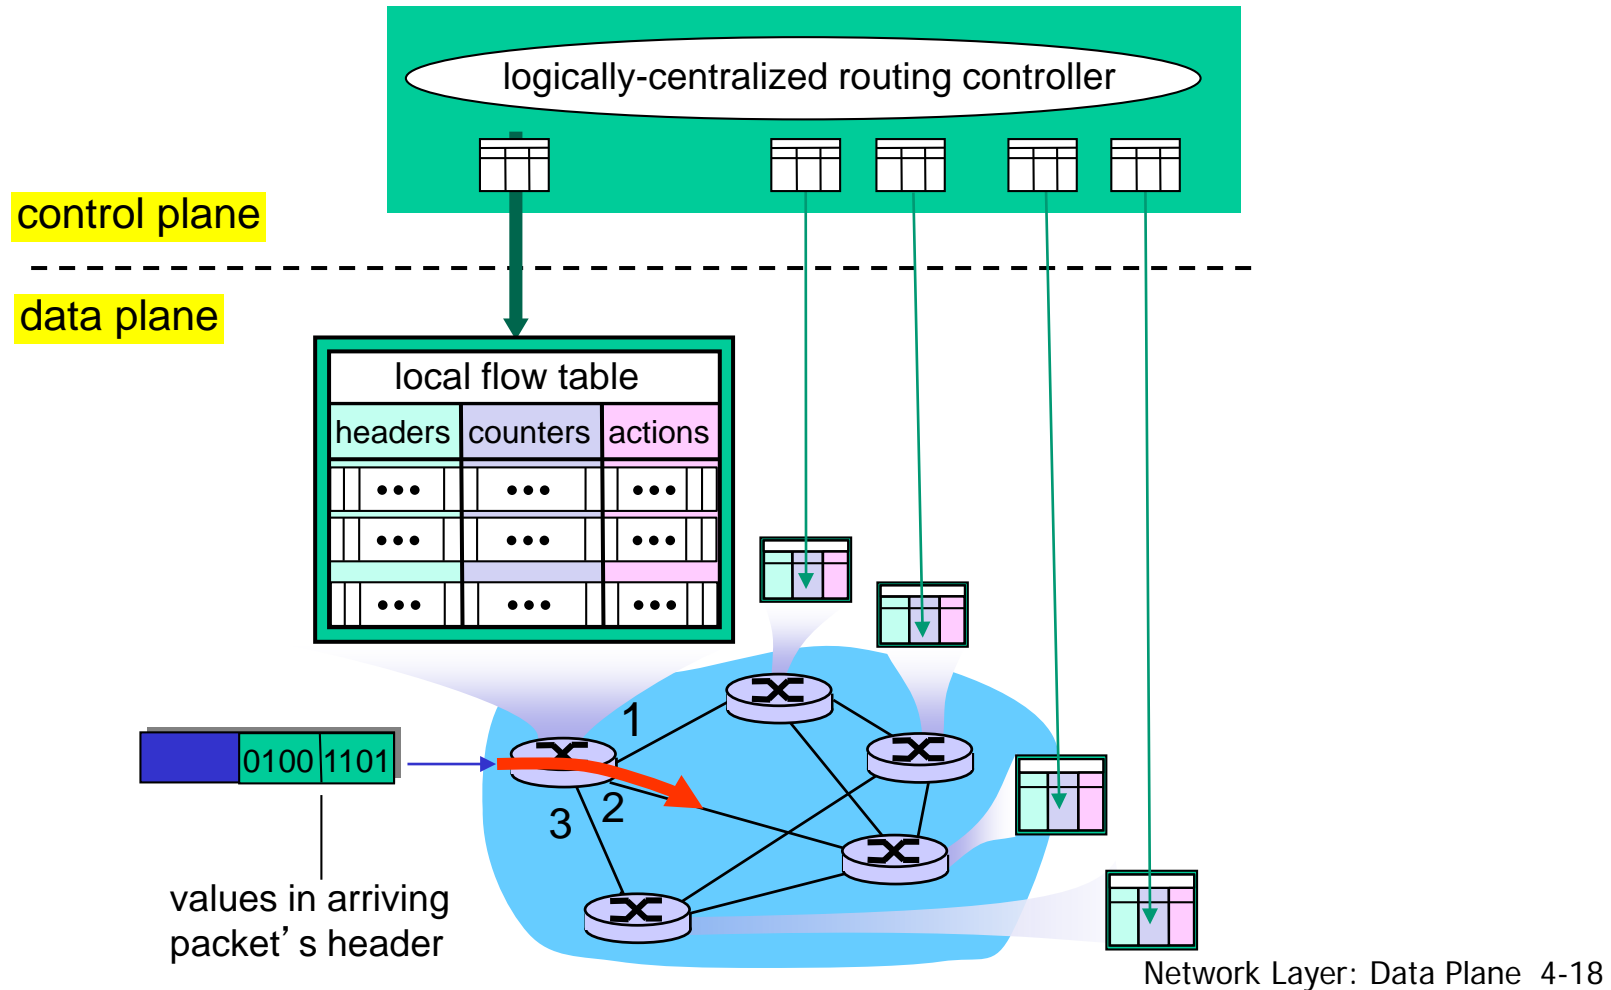 logically-centralized routing controller
control plane
data plane
local flow table
headers counters actions
1
2
3
0100 1101
values in arriving
packet’s header
Network Layer: Data Plane 4-18